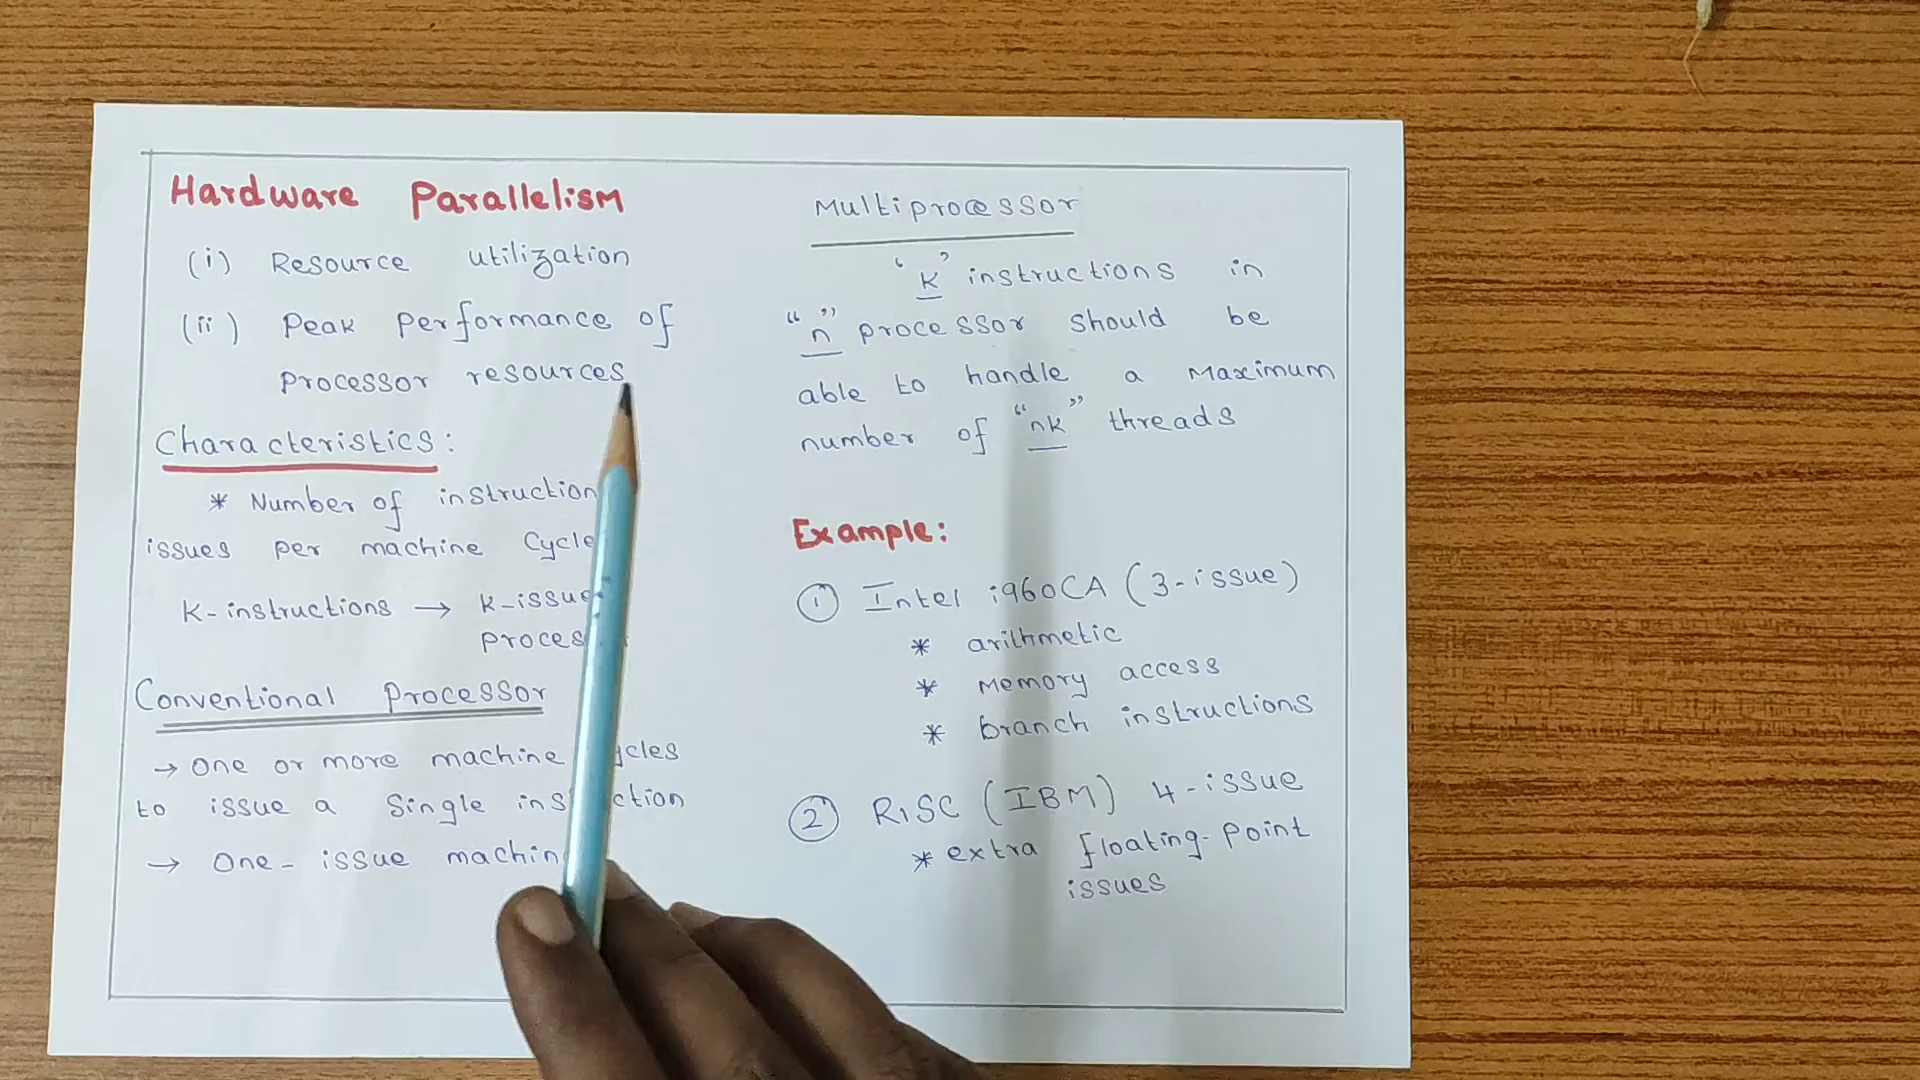 Hardware Parallelism
(i) Resource utilization
(ii) Peak performance of
processor resources
Characteristics:
* Number of instruction
issues per machine Cycle
K-instructions → K-issue
Conventional processor
→ one or more machine
to issue a single
→ One-issue
Multiprocessor
'K' instructions in
"n" processor should be
able to handle a maximum
number of "nk" threads
Example:
① Intel i960CA (3-issue)
* arithmetic
* memory access
* branch instructions
② RISC (IBM) 4-issue
* extra floating-point
issues